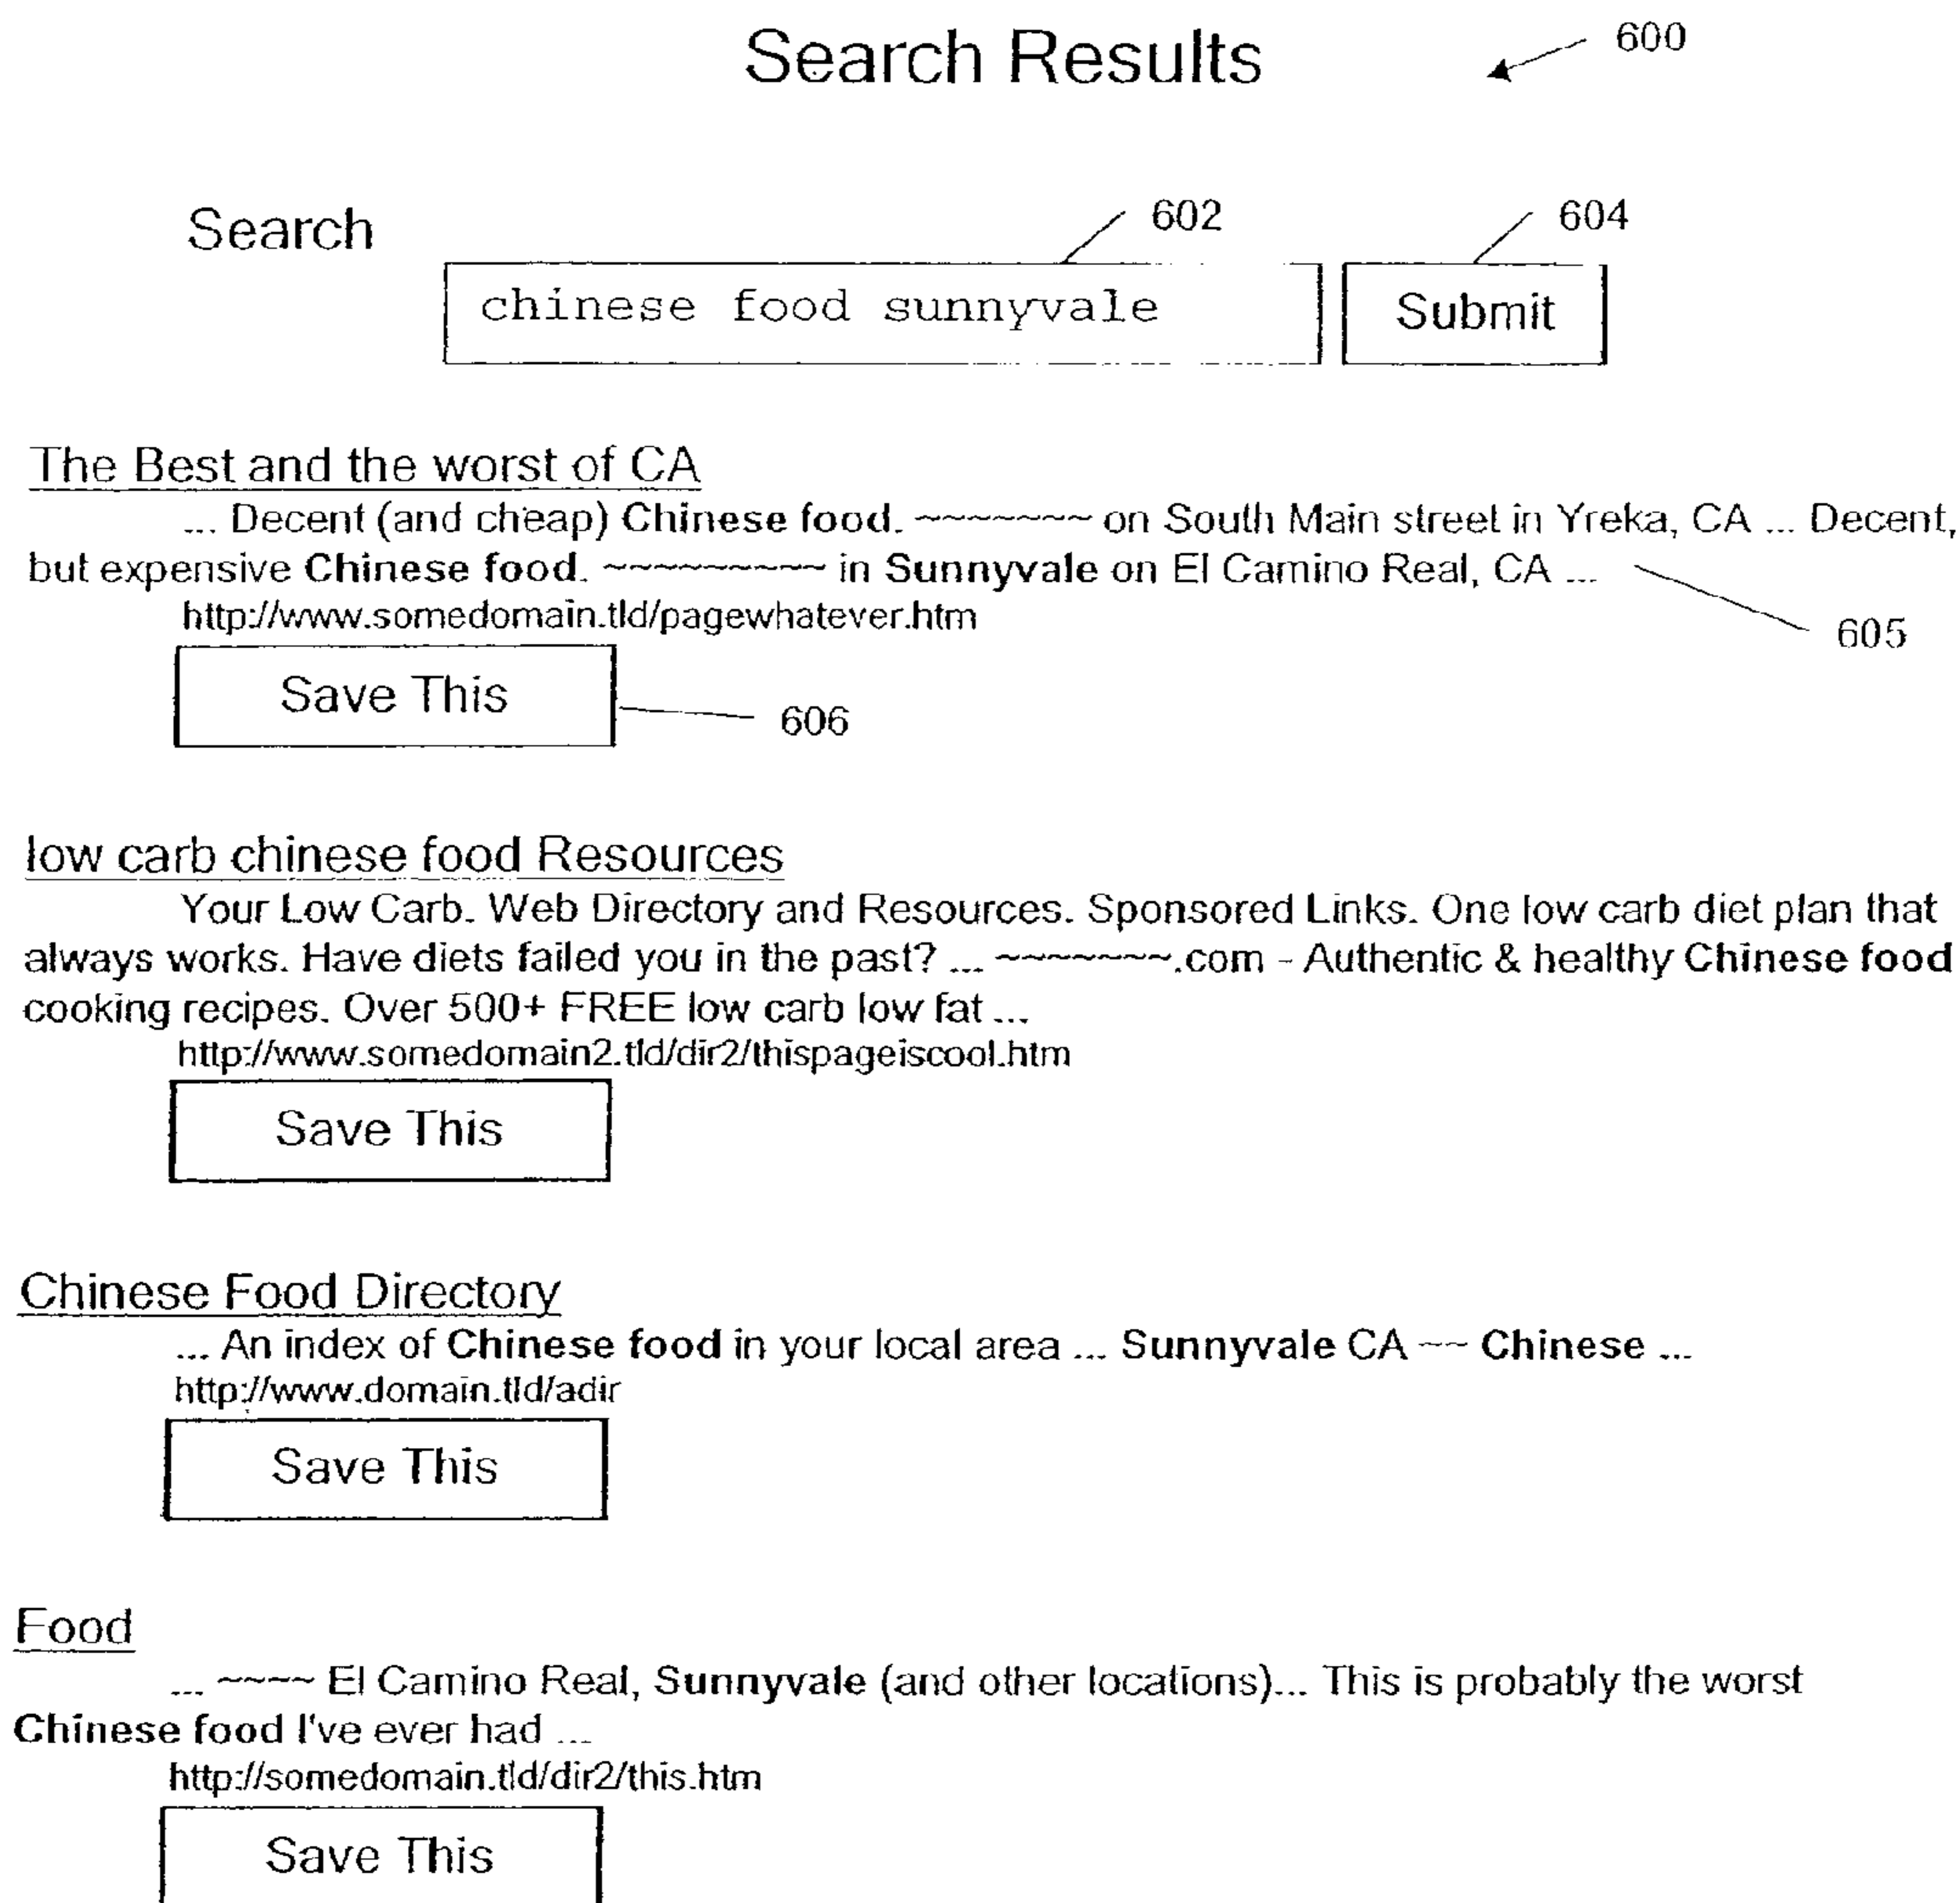 Search Results
600
Search
602
604
chinese food sunnyvale
Submit
The Best and the worst of CA
... Decent (and cheap) Chinese food. ~~~~~~~ on South Main street in Yreka, CA ... Decent,
but expensive Chinese food. ~~~~~~~~~ in Sunnyvale on El Camino Real, CA ...
http://www.somedomain.tld/pagewhatever.htm
605
Save This
606
low carb chinese food Resources
Your Low Carb. Web Directory and Resources. Sponsored Links. One low carb diet plan that
always works. Have diets failed you in the past? ... ~~~~~~~.com - Authentic & healthy Chinese food
cooking recipes. Over 500+ FREE low carb low fat ...
http://www.somedomain2.tld/dir2/thispageiscool.htm
Save This
Chinese Food Directory
... An index of Chinese food in your local area ... Sunnyvale CA ~~ Chinese ...
http://www.domain.tld/adir
Save This
Food
... ~~~~ El Camino Real, Sunnyvale (and other locations)... This is probably the worst
Chinese food I've ever had ...
http://somedomain.tld/dir2/this.htm
Save This